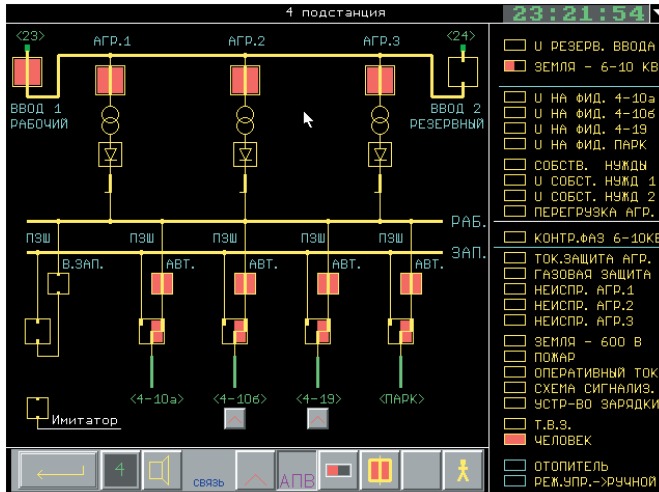 4 подстанция
23:21:54
<23>
АГР.1
АГР.2
АГР.3
<24>
ВВОД 1
РАБОЧИЙ
ВВОД 2
РЕЗЕРВНЫЙ
РАБ.
ПЗШ
ПЗШ
ПЗШ
ПЗШ
ПЗШ
ЗАП.
В.ЗАП.
АВТ.
АВТ.
АВТ.
АВТ.
<4-10а>
<4-10б>
<4-19>
<ПАРК>
Имитатор
4
СВЯЗЬ
АПВ
U РЕЗЕРВ. ВВОДА
ЗЕМЛЯ - 6-10 КВ
U НА ФИД. 4-10а
U НА ФИД. 4-10б
U НА ФИД. 4-19
U НА ФИД. ПАРК
СОБСТВ. НУЖДЫ
U СОБСТ. НУЖД 1
U СОБСТ. НУЖД 2
ПЕРЕГРУЗКА АГР.
КОНТР.ФАЗ 6-10КВ
ТОК.ЗАЩИТА АГР.
ГАЗОВАЯ ЗАЩИТА
НЕИСПР. АГР.1
НЕИСПР. АГР.2
НЕИСПР. АГР.3
ЗЕМЛЯ - 600 В
ПОЖАР
ОПЕРАТИВНЫЙ ТОК
СХЕМА СИГНАЛИЗ.
УСТР-ВО ЗАРЯДКИ
Т.В.З.
ЧЕЛОВЕК
ОТОПИТЕЛЬ
РЕЖ.УПР.->РУЧНОЙ